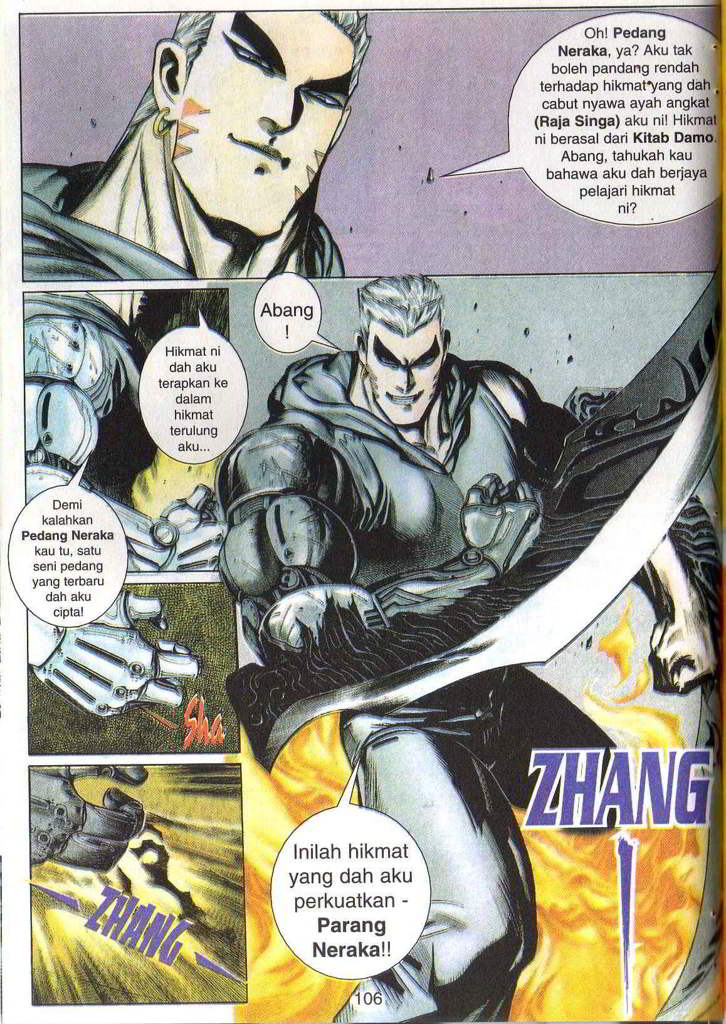 Oh! Pedang
Neraka, ya? Aku tak
boleh pandang rendah
terhadap hikmat yang dah
cabut nyawa ayah angkat
(Raja Singa) aku ni! Hikmat
ni berasal dari Kitab Damo.
Abang, tahukah kau
bahawa aku dah berjaya
pelajari hikmat
ni?
Abang
!
Hikmat ni
dah aku
terapkan ke
dalam
hikmat
terulung
aku...
Demi
kalahkan
Pedang Neraka
kau tu, satu
seni pedang
yang terbaru
dah aku
cipta!
Sha
ZHANG
ZHANG
!
Inilah hikmat
yang dah aku
perkuatkan -
Parang
Neraka!!
106